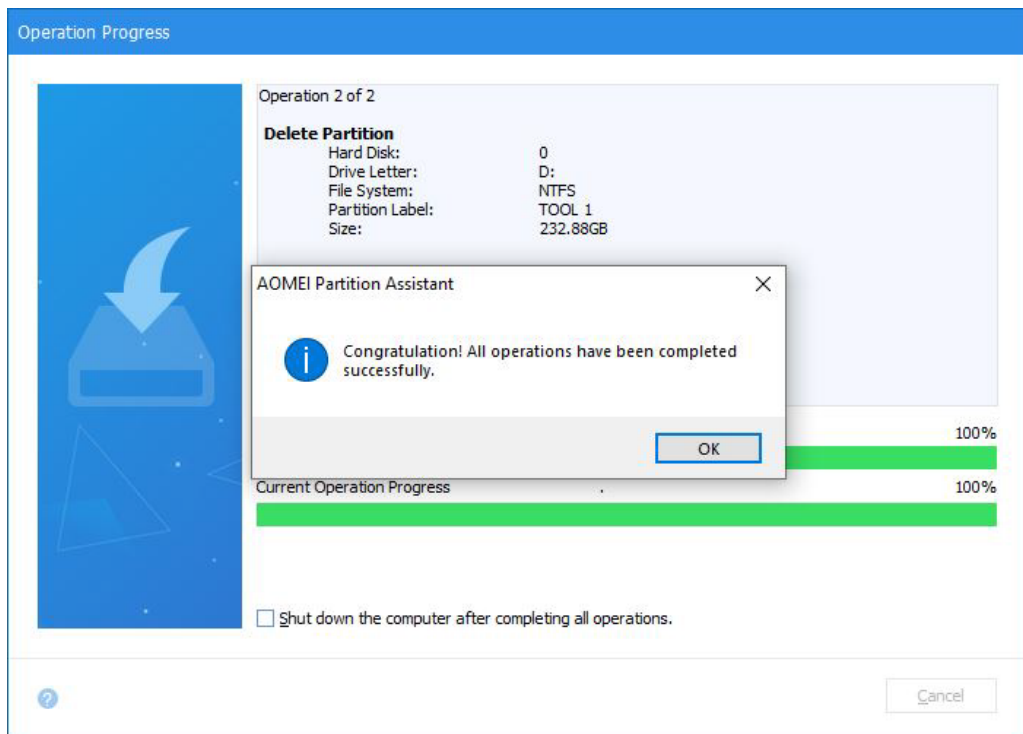 Operation Progress
Operation 2 of 2
Delete Partition
Hard Disk: 0
Drive Letter: D:
File System: NTFS
Partition Label: TOOL 1
Size: 232.88GB
AOMEI Partition Assistant
Congratulation! All operations have been completed
successfully.
OK
100%
Current Operation Progress 100%
Shut down the computer after completing all operations.
Cancel